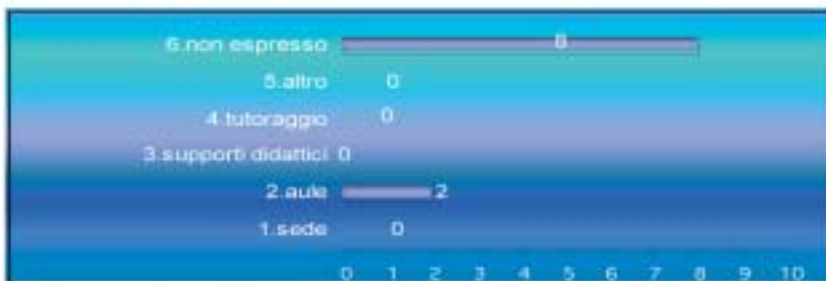 6.non espresso 8
5.altro 0
4.tutoraggio 0
3.supporti didattici 0
2.aule 2
1.sede 0
0 1 2 3 4 5 6 7 8 9 10